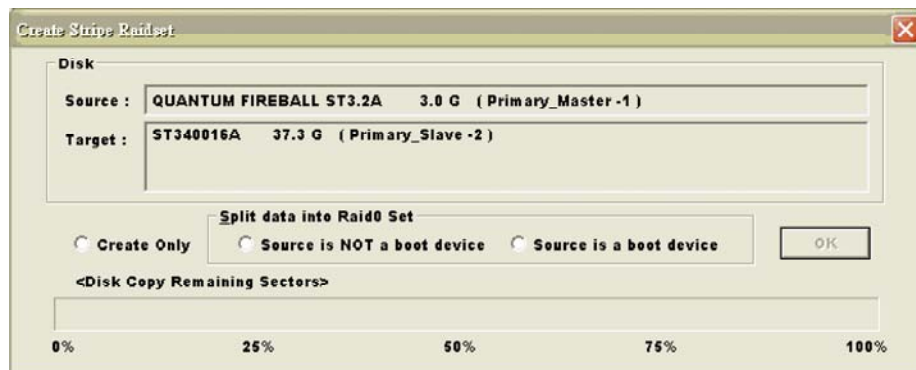 Create Stripe Raidset
Disk
Source : QUANTUM FIREBALL ST3.2A 3.0 G ( Primary_Master -1 )
Target : ST340016A 37.3 G ( Primary_Slave -2 )
Split data into Raid0 Set
Create Only Source is NOT a boot device Source is a boot device OK
<Disk Copy Remaining Sectors>
0% 25% 50% 75% 100%